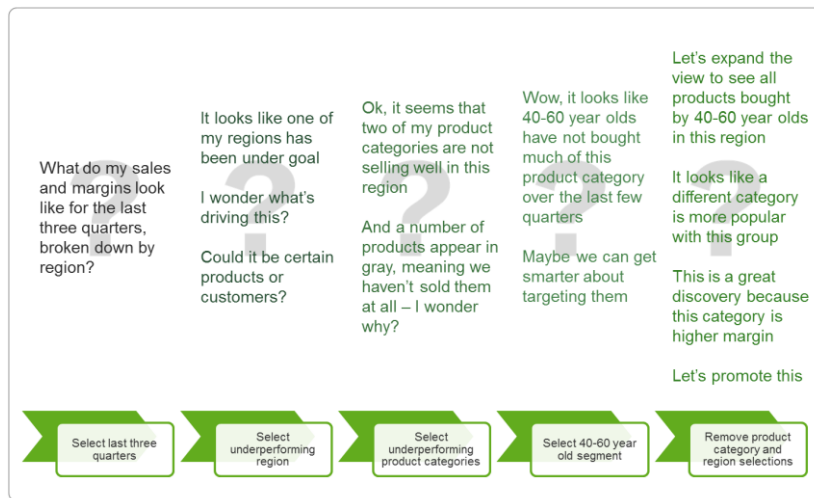 What do my sales
and margins look
like for the last
three quarters,
broken down by
region?
It looks like one of
my regions has
been under goal
I wonder what's
driving this?
Could it be certain
products or
customers?
Ok, it seems that
two of my product
categories are not
selling well in this
region
And a number of
products appear in
gray, meaning we
haven't sold them
at all – I wonder
why?
Wow, it looks like
40-60 year olds
have not bought
much of this
product category
over the last few
quarters
Maybe we can get
smarter about
targeting them
Let's expand the
view to see all
products bought
by 40-60 year olds
in this region
It looks like a
different category
is more popular
with this group
This is a great
discovery because
this category is
higher margin
Let's promote this
?
?
?
?
?
Select last three
quarters
Select
underperforming
region
Select
underperforming
product categories
Select 40-60 year
old segment
Remove product
category and
region selections